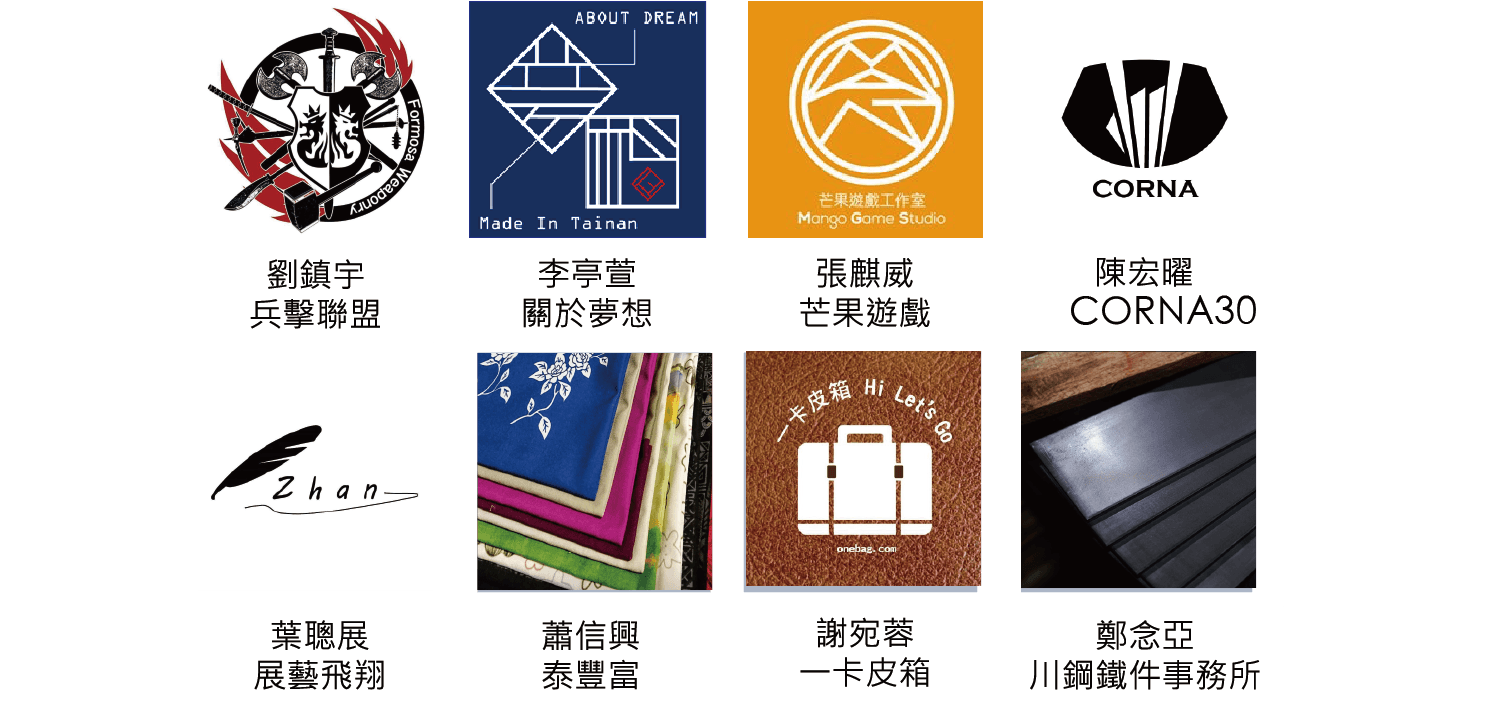 Formosa Weaponry
ABOUT DREAM
Made In Tainan
芒果遊戲工作室
Mango Game Studio
CORNA
劉鎮宇
兵擊聯盟
李亭萱
關於夢想
張麒威
芒果遊戲
陳宏曜
CORNA30
Zhan
一卡皮箱 Hi Let's Go
onebag.com
葉聰展
展藝飛翔
蕭信興
泰豐富
謝宛蓉
一卡皮箱
鄭念亞
川鋼鐵件事務所